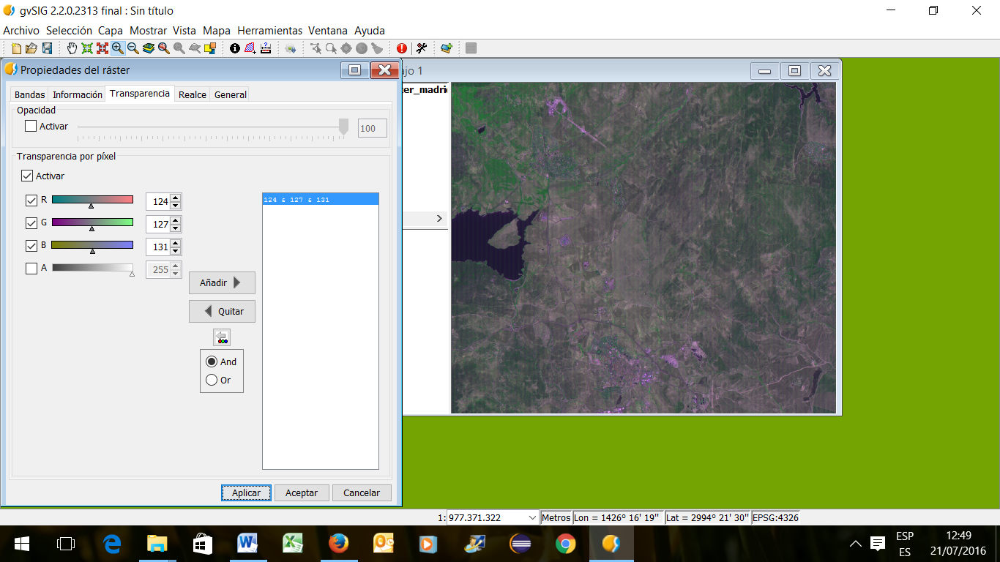 gvSIG 2.2.0.2313 final : Sin título
Archivo Selección Capa Mostrar Vista Mapa Herramientas Ventana Ayuda
Propiedades del ráster
ajo 1
Bandas Información Transparencia Realce General
ter_madri
Opacidad
Activar 100
Transparencia por píxel
Activar
R 124
124 & 127 & 131
G 127
B 131
A 255
Añadir
Quitar
And
Or
Aplicar Aceptar Cancelar
1: 977.371.322 Metros Lon = 1426° 16' 19" Lat = 2994° 21' 30" EPSG:4326
ESP
ES
12:49
21/07/2016